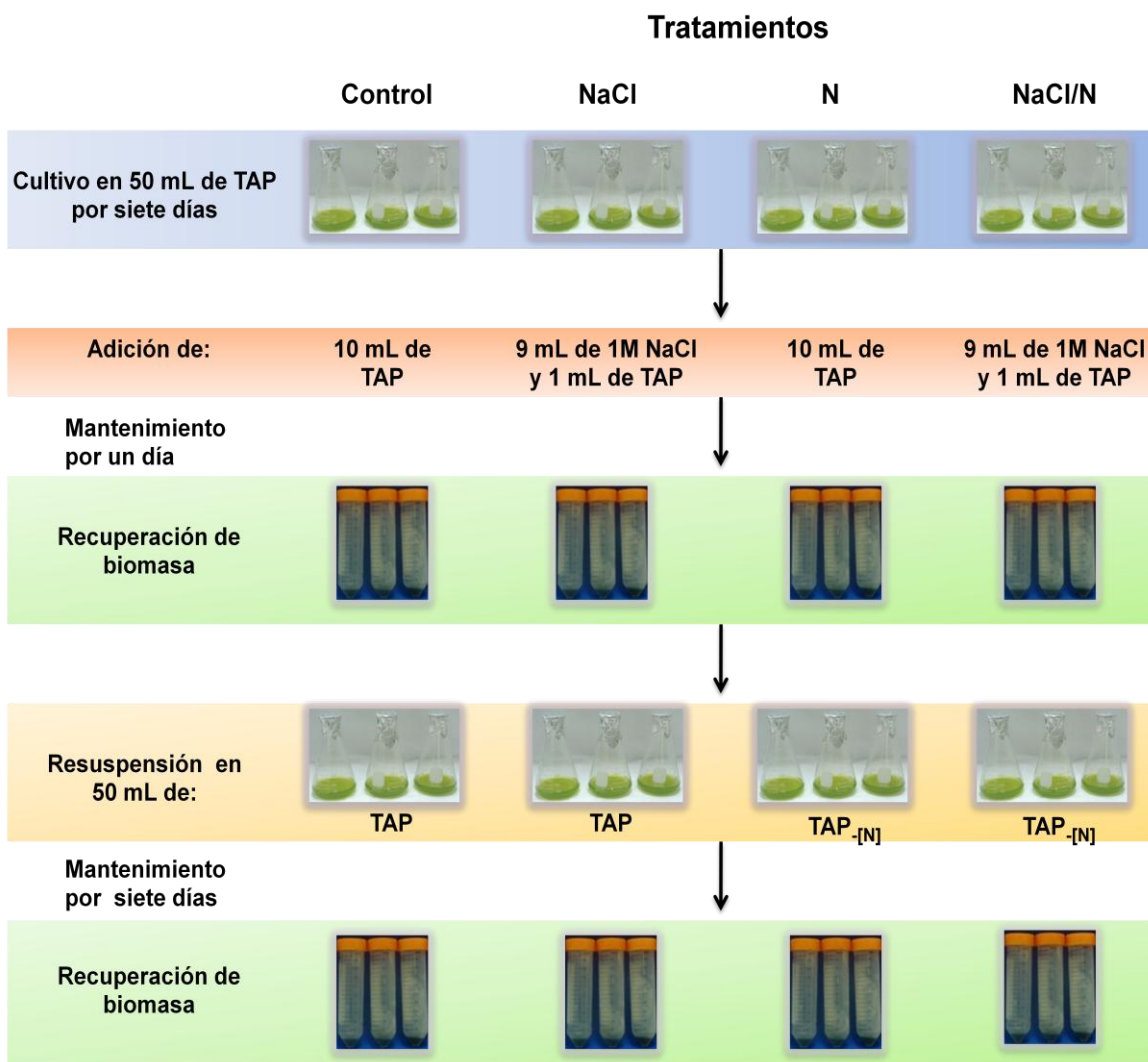 Tratamientos
Control
NaCl
N
NaCl/N
Cultivo en 50 mL de TAP
por siete días
Adición de:
10 mL de
TAP
9 mL de 1M NaCl
y 1 mL de TAP
10 mL de
TAP
9 mL de 1M NaCl
y 1 mL de TAP
Mantenimiento
por un día
Recuperación de
biomasa
Resuspensión en
50 mL de:
TAP
TAP
TAP-[N]
TAP-[N]
Mantenimiento
por siete días
Recuperación de
biomasa